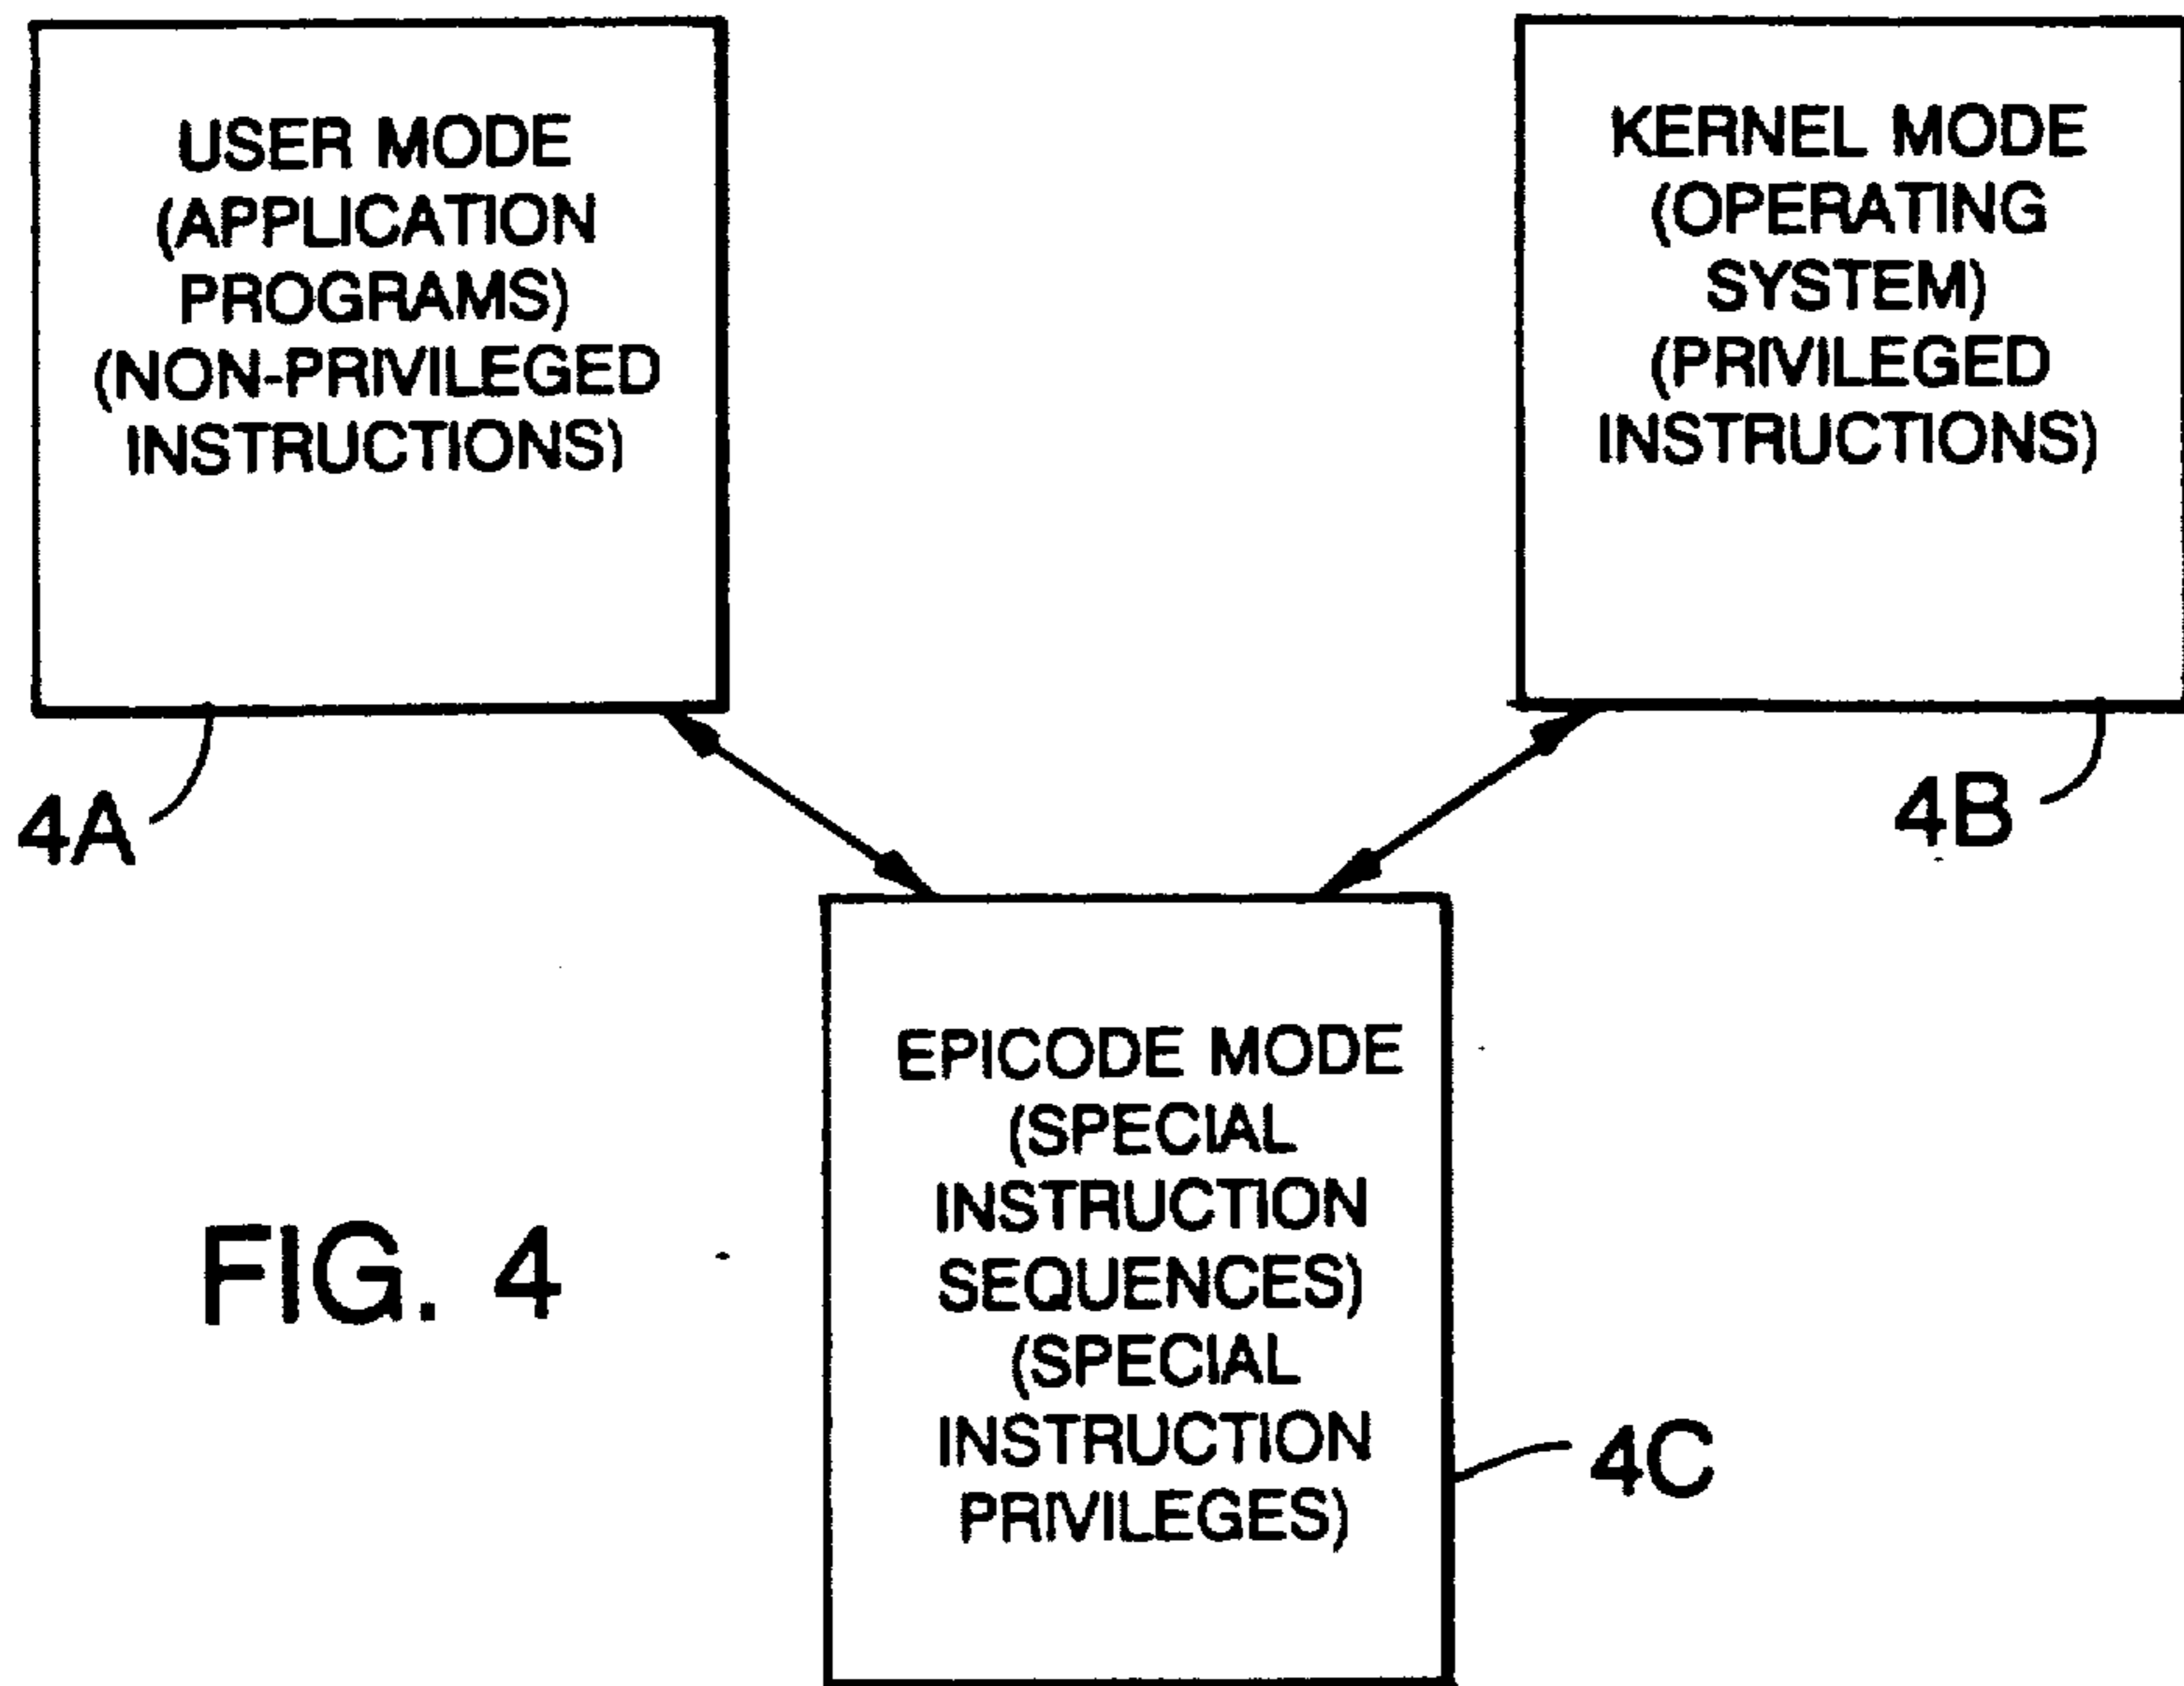 USER MODE
(APPLICATION
PROGRAMS)
(NON-PRIVILEGED
INSTRUCTIONS)
KERNEL MODE
(OPERATING
SYSTEM)
(PRIVILEGED
INSTRUCTIONS)
4A
4B
EPICODE MODE
(SPECIAL
INSTRUCTION
SEQUENCES)
(SPECIAL
INSTRUCTION
PRIVILEGES)
4C
FIG. 4